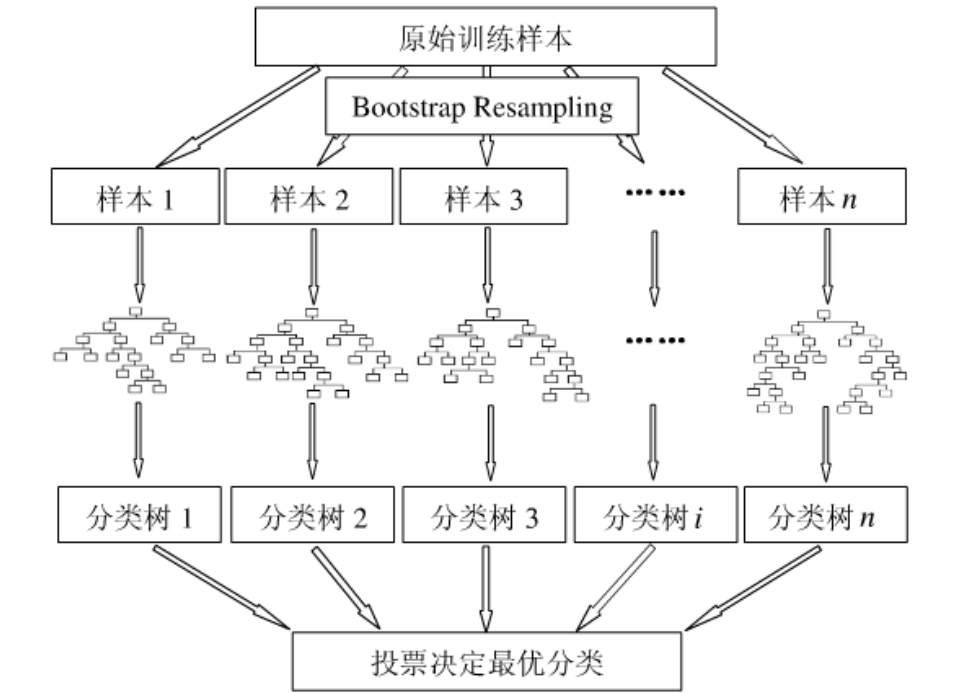 原始训练样本
Bootstrap Resampling
样本 1
样本 2
样本 3
……
样本 n
……
分类树 1
分类树 2
分类树 3
分类树 i
分类树 n
投票决定最优分类